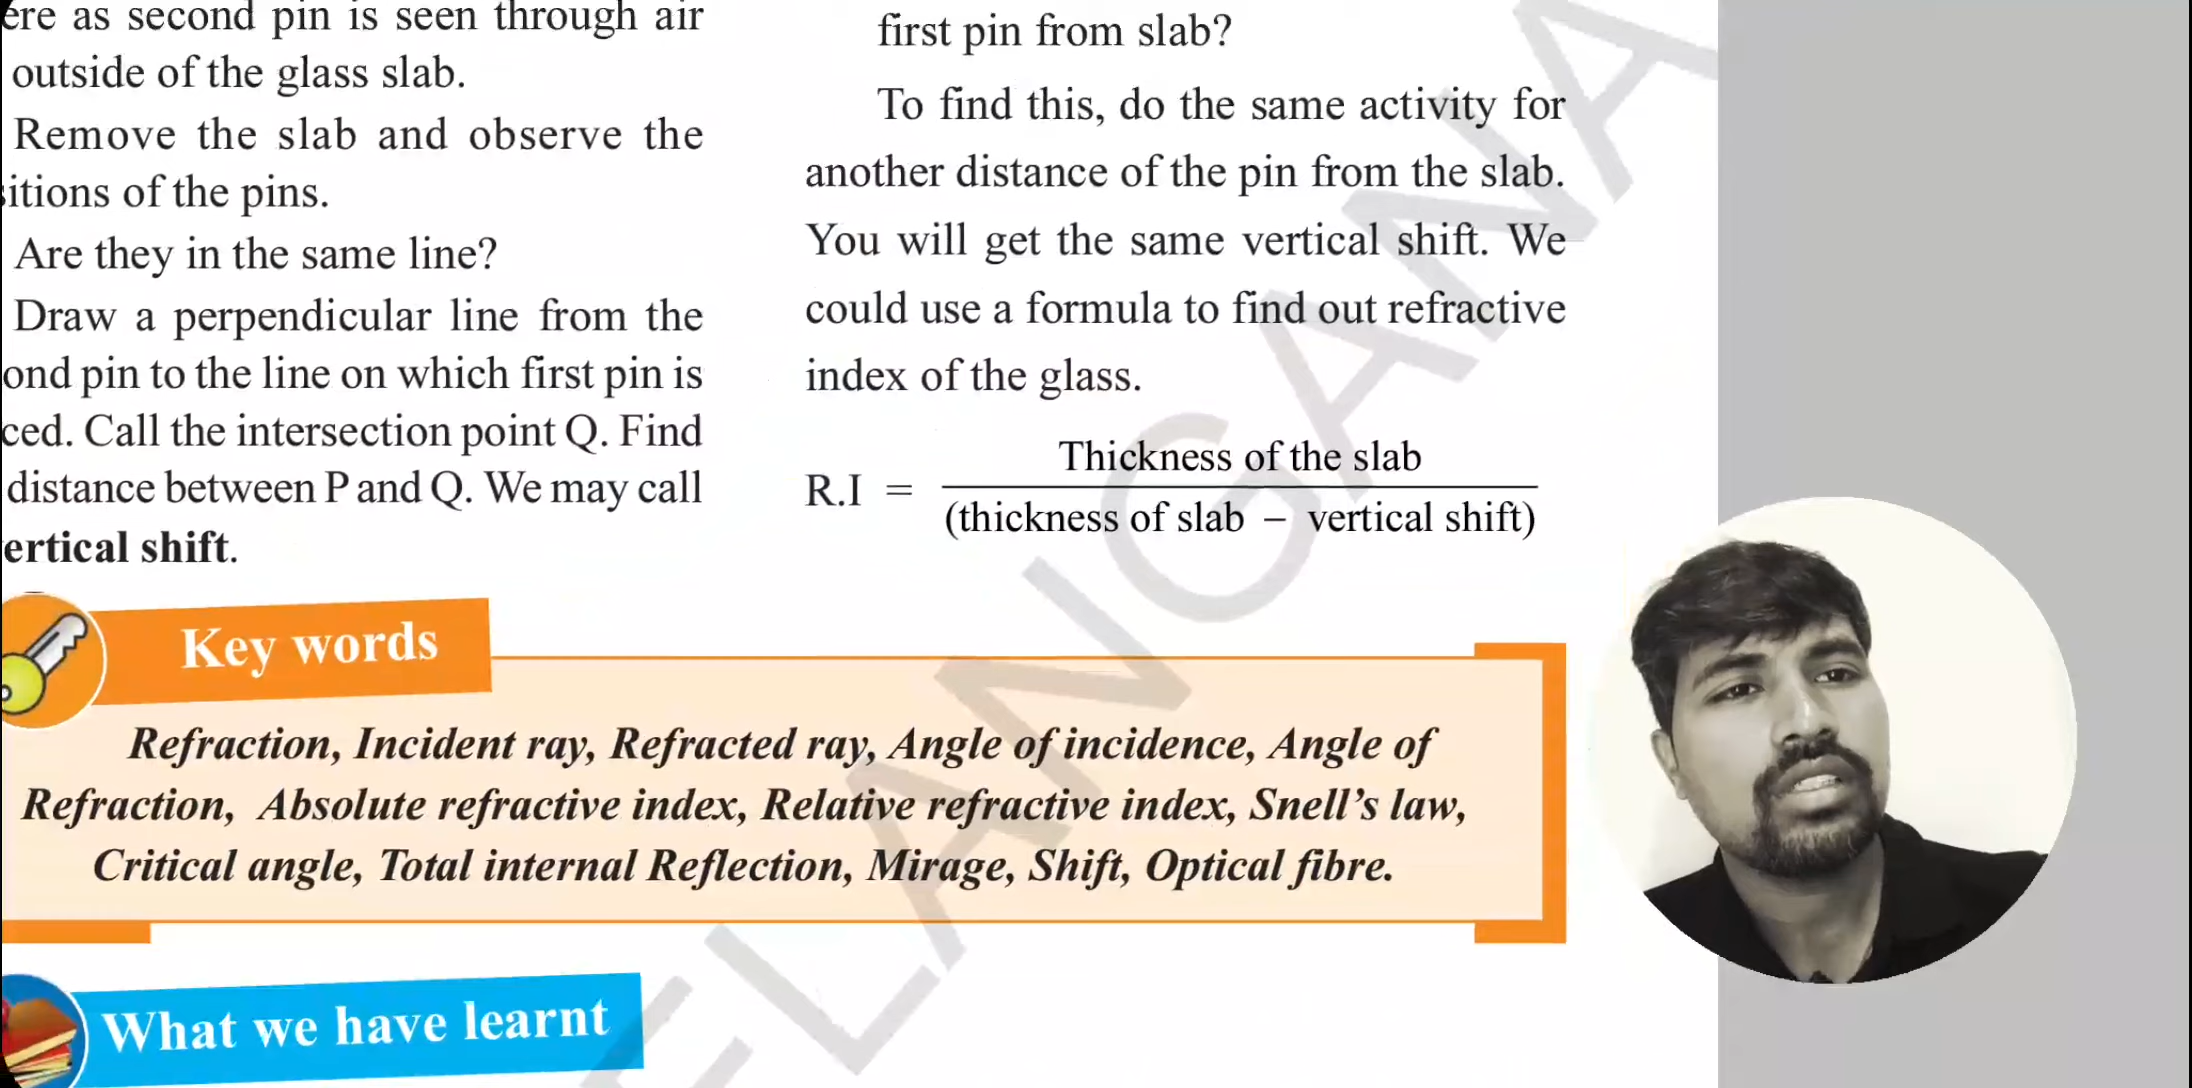 ere as second pin is seen through air
outside of the glass slab.
Remove the slab and observe the
itions of the pins.
Are they in the same line?
Draw a perpendicular line from the
ond pin to the line on which first pin is
ced. Call the intersection point Q. Find
distance between P and Q. We may call
ertical shift.
first pin from slab?
To find this, do the same activity for
another distance of the pin from the slab.
You will get the same vertical shift. We
could use a formula to find out refractive
index of the glass.
Thickness of the slab
R.I =
(thickness of slab – vertical shift)
Key words
Refraction, Incident ray, Refracted ray, Angle of incidence, Angle of
Refraction, Absolute refractive index, Relative refractive index, Snell's law,
Critical angle, Total internal Reflection, Mirage, Shift, Optical fibre.
What we have learnt
ELANGANA